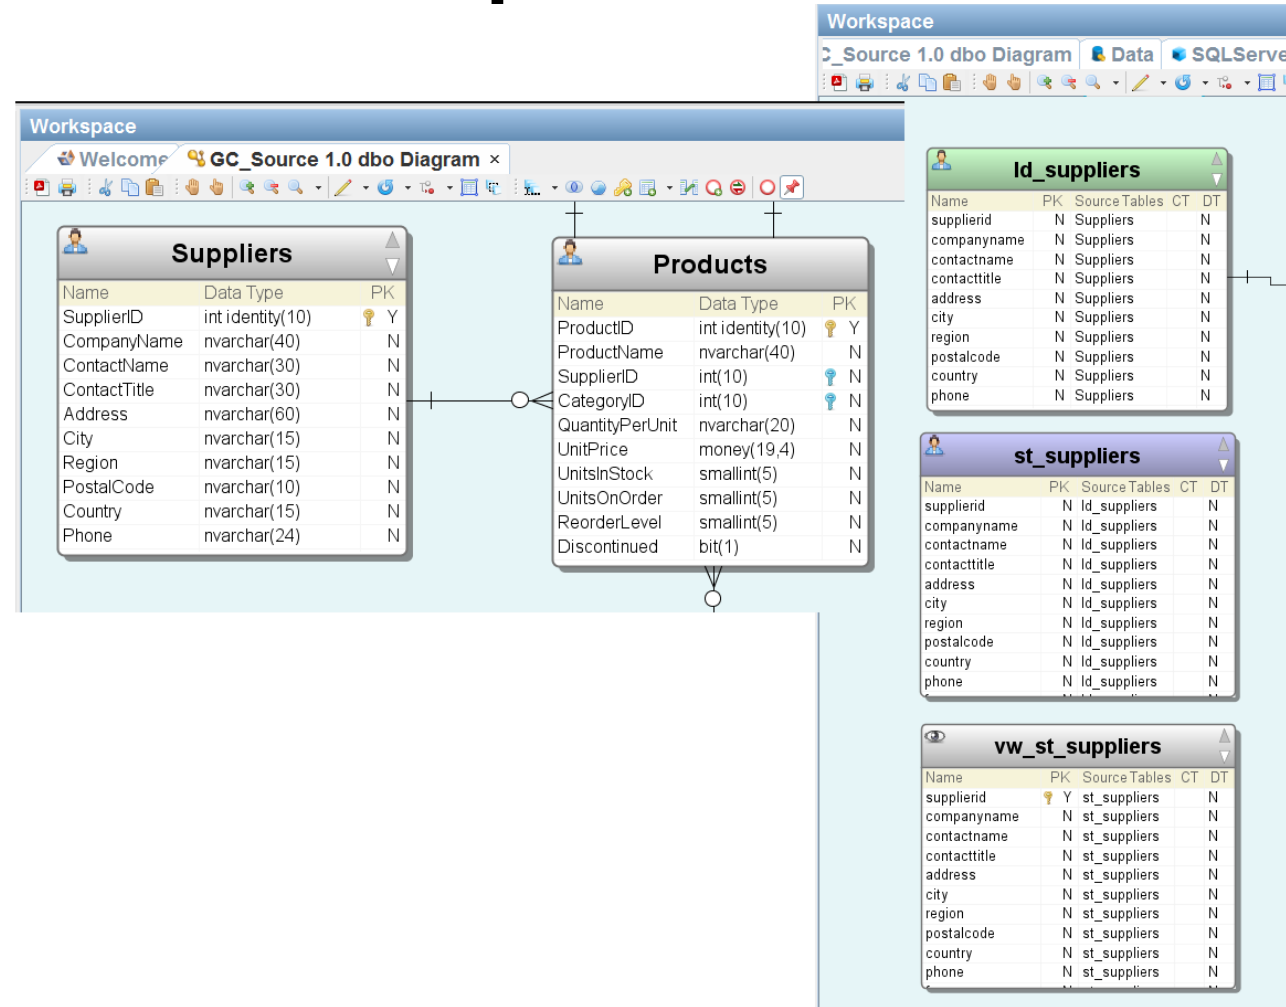 Workspace
C_Source 1.0 dbo Diagram Data SQLServe
Workspace
Welcome GC_Source 1.0 dbo Diagram ×
Suppliers
Name Data Type PK
SupplierID int identity(10) Y
CompanyName nvarchar(40) N
ContactName nvarchar(30) N
ContactTitle nvarchar(30) N
Address nvarchar(60) N
City nvarchar(15) N
Region nvarchar(15) N
PostalCode nvarchar(10) N
Country nvarchar(15) N
Phone nvarchar(24) N
Products
Name Data Type PK
ProductID int identity(10) Y
ProductName nvarchar(40) N
SupplierID int(10) N
CategoryID int(10) N
QuantityPerUnit nvarchar(20) N
UnitPrice money(19,4) N
UnitsInStock smallint(5) N
UnitsOnOrder smallint(5) N
ReorderLevel smallint(5) N
Discontinued bit(1) N
ld_suppliers
Name PK Source Tables CT DT
supplierid N Suppliers N
companyname N Suppliers N
contactname N Suppliers N
contacttitle N Suppliers N
address N Suppliers N
city N Suppliers N
region N Suppliers N
postalcode N Suppliers N
country N Suppliers N
phone N Suppliers N
st_suppliers
Name PK Source Tables CT DT
supplierid N ld_suppliers N
companyname N ld_suppliers N
contactname N ld_suppliers N
contacttitle N ld_suppliers N
address N ld_suppliers N
city N ld_suppliers N
region N ld_suppliers N
postalcode N ld_suppliers N
country N ld_suppliers N
phone N ld_suppliers N
vw_st_suppliers
Name PK Source Tables CT DT
supplierid Y st_suppliers N
companyname N st_suppliers N
contactname N st_suppliers N
contacttitle N st_suppliers N
address N st_suppliers N
city N st_suppliers N
region N st_suppliers N
postalcode N st_suppliers N
country N st_suppliers N
phone N st_suppliers N